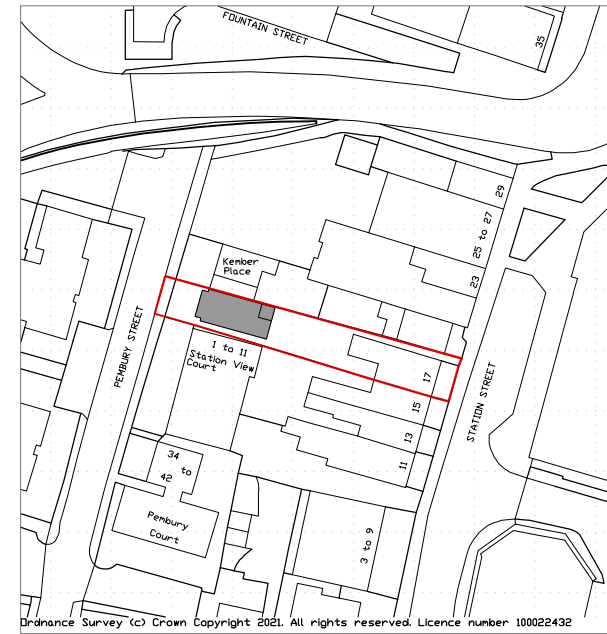 FOUNTAIN STREET
35
29
25 to 27
23
Kember
Place
PEMBURY STREET
1 to 11
Station View
Court
17
15
13
11
STATION STREET
34
to
42
Pembury
Court
3 to 9
Ordnance Survey (c) Crown Copyright 2021. All rights reserved. Licence number 100022432